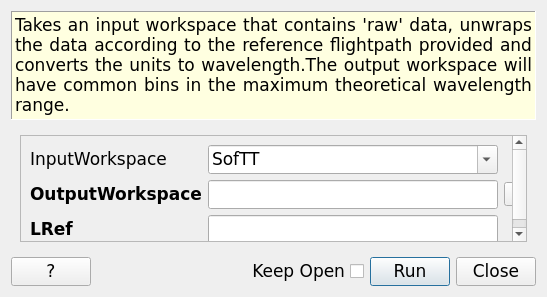 Takes an input workspace that contains 'raw' data, unwraps
the data according to the reference flightpath provided and
converts the units to wavelength.The output workspace will
have common bins in the maximum theoretical wavelength
range.
InputWorkspace SofTT
OutputWorkspace
LRef
? Keep Open Run Close